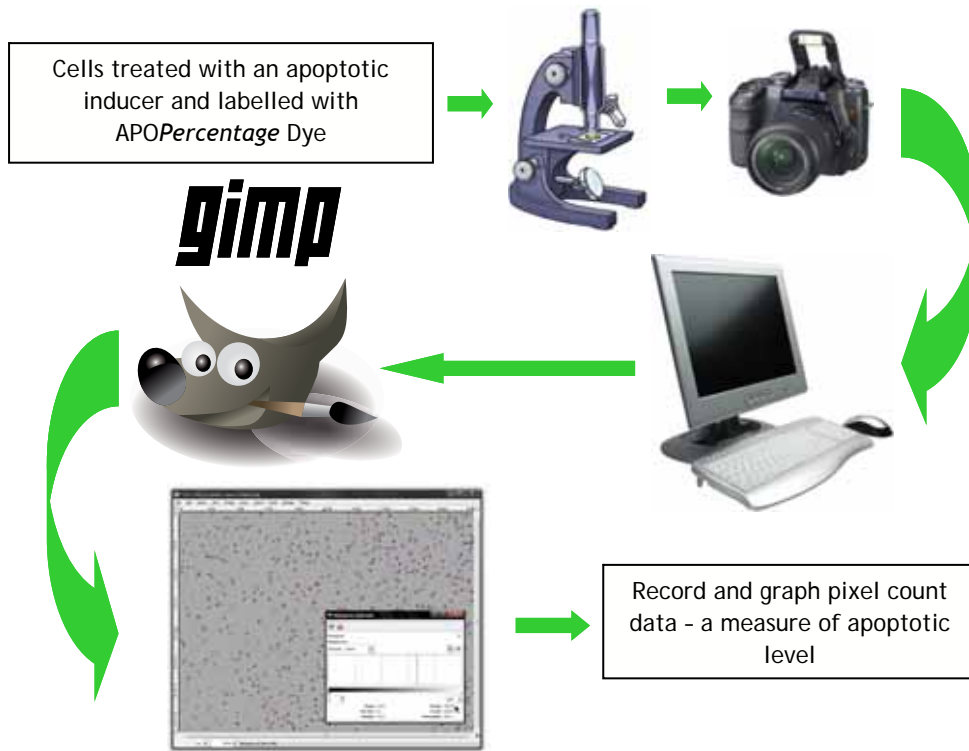 Cells treated with an apoptotic
inducer and labelled with
APOPercentage Dye
gimp
Record and graph pixel count
data - a measure of apoptotic
level